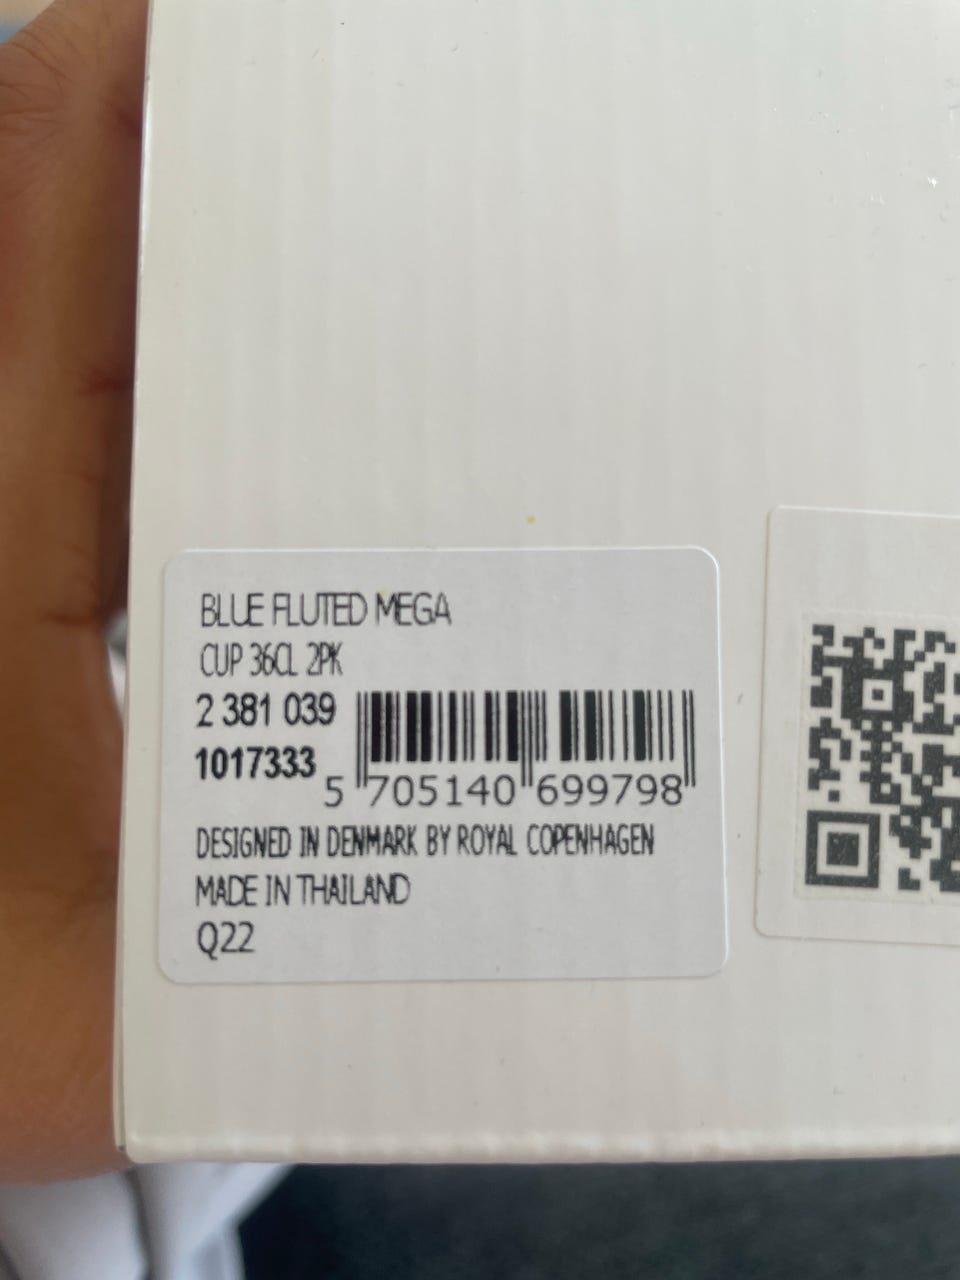 BLUE FLUTED MEGA
CUP 36CL 2PK
2 381 039
1017333
5 705140 699798
DESIGNED IN DENMARK BY ROYAL COPENHAGEN
MADE IN THAILAND
Q22